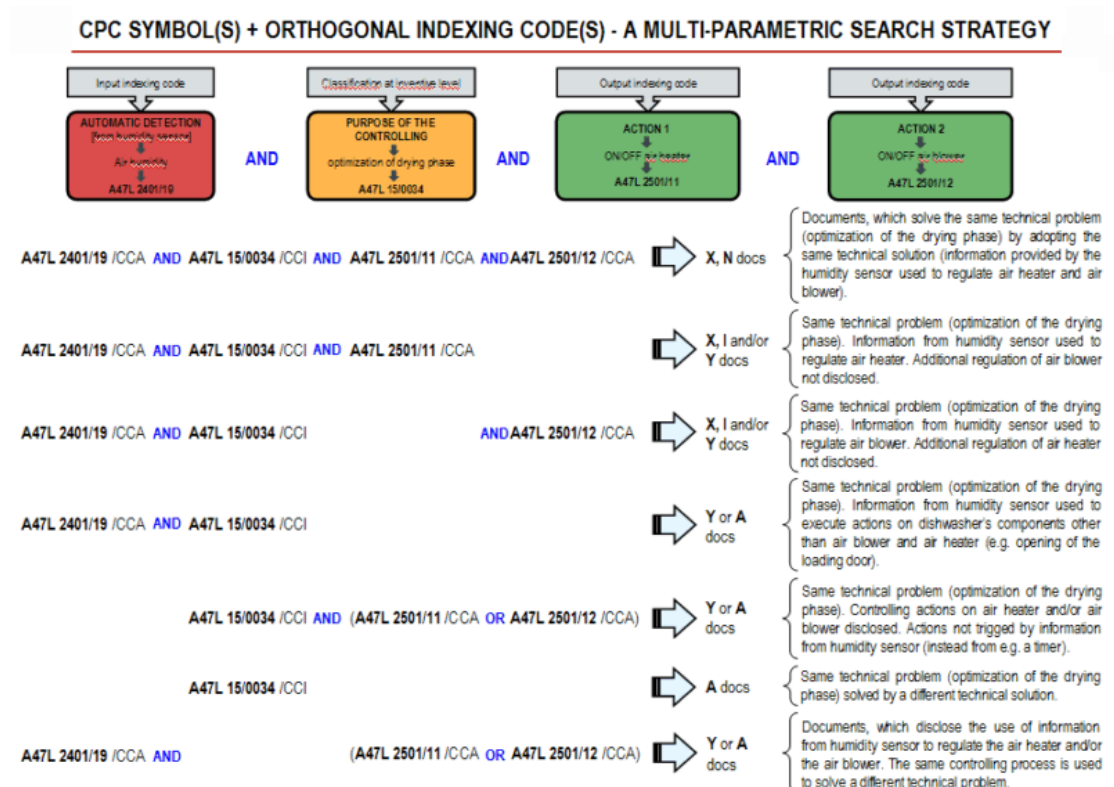 CPC SYMBOL(S) + ORTHOGONAL INDEXING CODE(S) - A MULTI-PARAMETRIC SEARCH STRATEGY
Input indexing code
Classification at inventive level
Output indexing code
Output indexing code
AUTOMATIC DETECTION
[from humidity sensor]
Air humidity
A47L 2401/19
AND
PURPOSE OF THE
CONTROLLING
optimization of drying phase
A47L 15/0034
AND
ACTION 1
ON/OFF air heater
A47L 2501/11
AND
ACTION 2
ON/OFF air blower
A47L 2501/12
A47L 2401/19 /CCA AND A47L 15/0034 /CCI AND A47L 2501/11 /CCA AND A47L 2501/12 /CCA
X, N docs
Documents, which solve the same technical problem
(optimization of the drying phase) by adopting the
same technical solution (information provided by the
humidity sensor used to regulate air heater and air
blower).
A47L 2401/19 /CCA AND A47L 15/0034 /CCI AND A47L 2501/11 /CCA
X, I and/or
Y docs
Same technical problem (optimization of the drying
phase). Information from humidity sensor used to
regulate air heater. Additional regulation of air blower
not disclosed.
A47L 2401/19 /CCA AND A47L 15/0034 /CCI AND A47L 2501/12 /CCA
X, I and/or
Y docs
Same technical problem (optimization of the drying
phase). Information from humidity sensor used to
regulate air blower. Additional regulation of air heater
not disclosed.
A47L 2401/19 /CCA AND A47L 15/0034 /CCI
Y or A
docs
Same technical problem (optimization of the drying
phase). Information from humidity sensor used to
execute actions on dishwasher's components other
than air blower and air heater (e.g. opening of the
loading door).
A47L 15/0034 /CCI AND (A47L 2501/11 /CCA OR A47L 2501/12 /CCA)
Y or A
docs
Same technical problem (optimization of the drying
phase). Controlling actions on air heater and/or air
blower disclosed. Actions not trigged by information
from humidity sensor (instead from e.g. a timer).
A47L 15/0034 /CCI
A docs
Same technical problem (optimization of the drying
phase) solved by a different technical solution.
A47L 2401/19 /CCA AND (A47L 2501/11 /CCA OR A47L 2501/12 /CCA)
Y or A
docs
Documents, which disclose the use of information
from humidity sensor to regulate the air heater and/or
the air blower. The same controlling process is used
to solve a different technical problem.